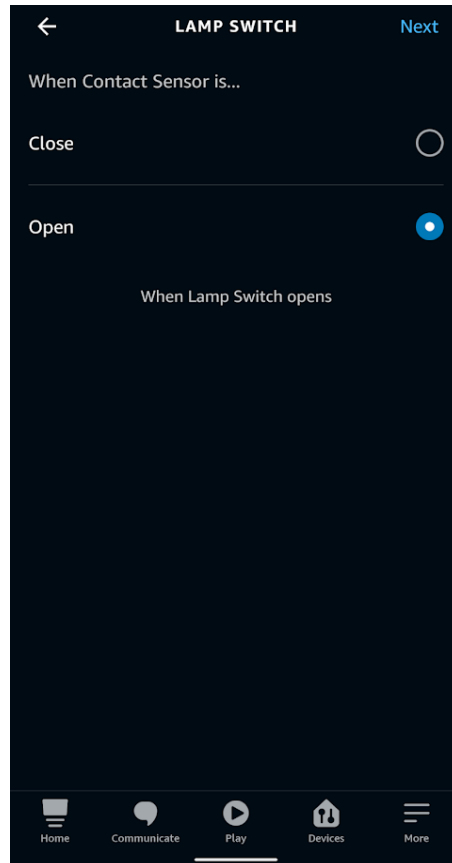 LAMP SWITCH
Next
When Contact Sensor is...
Close
Open
When Lamp Switch opens
Home
Communicate
Play
Devices
More